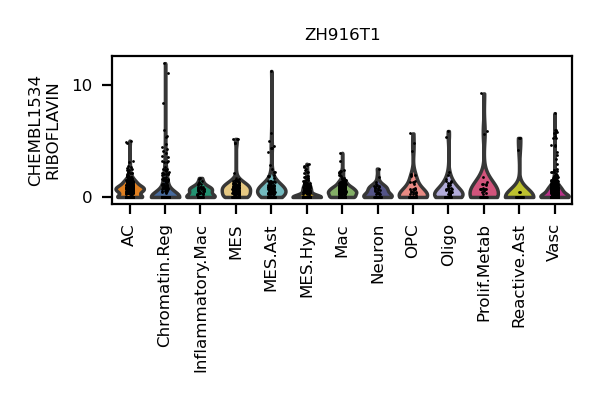 ZH916T1
CHEMBL1534
RIBOFLAVIN
10
0
AC
Chromatin.Reg
Inflammatory.Mac
MES
MES.Ast
MES.Hyp
Mac
Neuron
OPC
Oligo
Prolif.Metab
Reactive.Ast
Vasc